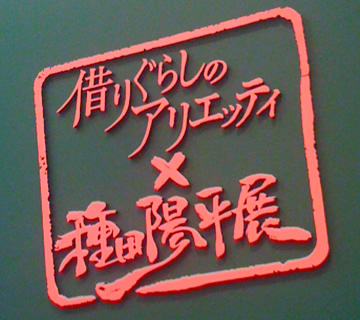 借りぐらしの
アリエッティ
×
種田陽平展